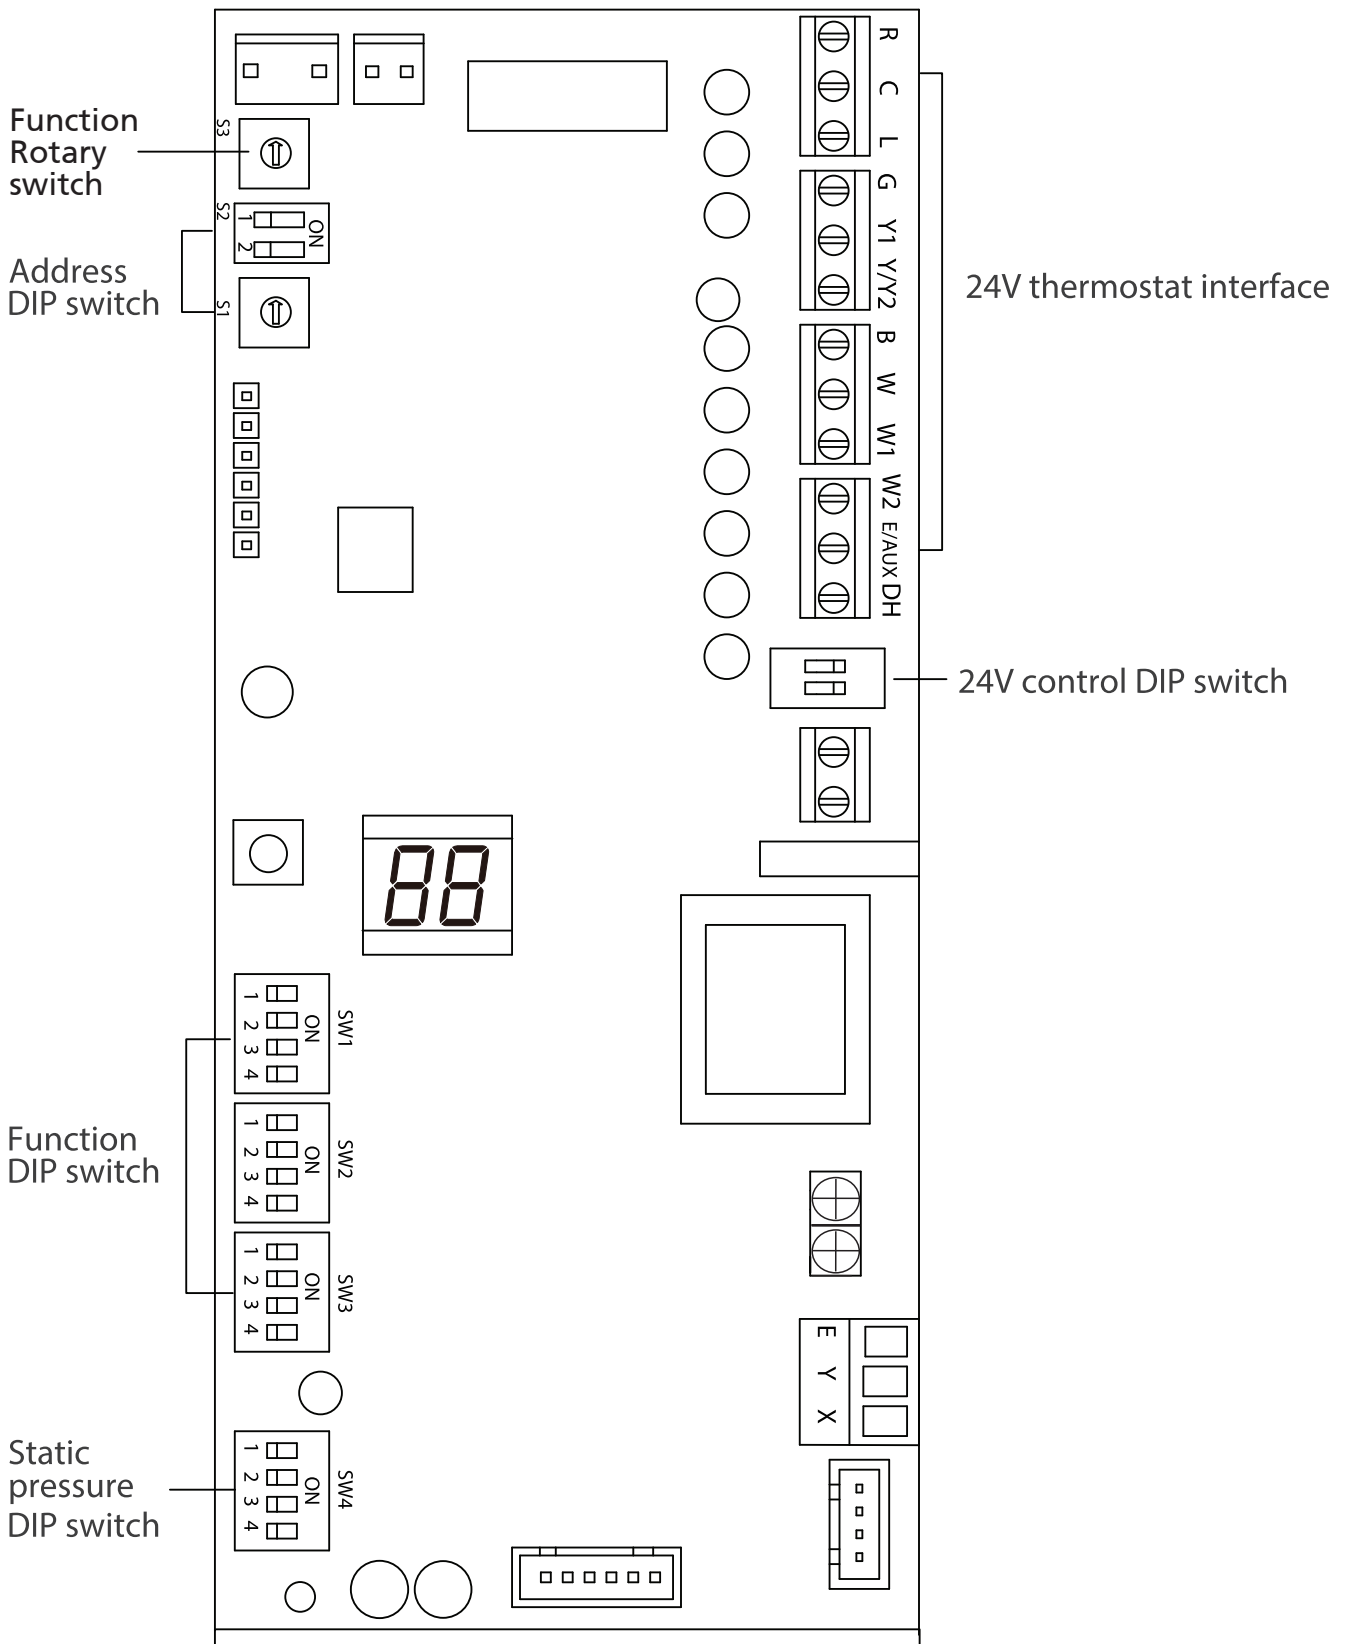 Function
Rotary
switch
S3
S2
1
2
ON
Address
DIP switch
S1
R
C
L
G
Y1
Y/Y2
B
W
W1
W2
E/AUX
DH
24V thermostat interface
24V control DIP switch
88
Function
DIP switch
1
2
3
4
ON
SW1
1
2
3
4
ON
SW2
1
2
3
4
ON
SW3
E
Y
X
Static
pressure
DIP switch
1
2
3
4
ON
SW4